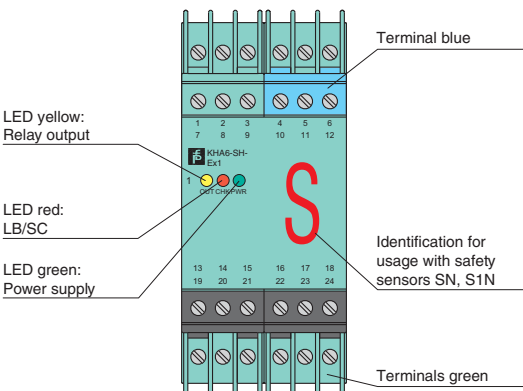 Terminal blue
LED yellow:
Relay output
1 2 3 4 5 6
7 8 9 10 11 12
KHA6-SH-
Ex1
1
OUT CHK PWR
S
LED red:
LB/SC
Identification for
usage with safety
sensors SN, S1N
LED green:
Power supply
13 14 15 16 17 18
19 20 21 22 23 24
Terminals green